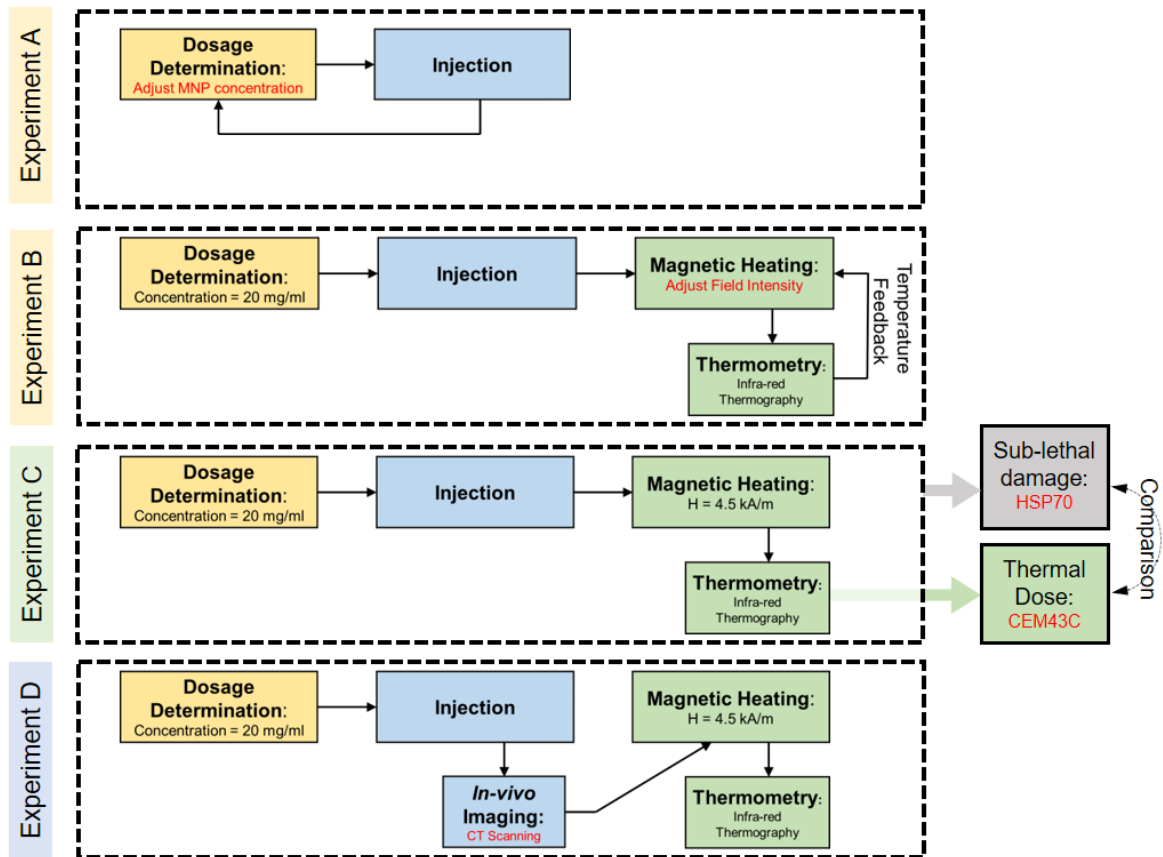 Experiment A
Dosage
Determination:
Adjust MNP concentration
Injection
Experiment B
Dosage
Determination:
Concentration = 20 mg/ml
Injection
Magnetic Heating:
Adjust Field Intensity
Thermometry:
Infra-red
Thermography
Temperature
Feedback
Experiment C
Dosage
Determination:
Concentration = 20 mg/ml
Injection
Magnetic Heating:
H = 4.5 kA/m
Thermometry:
Infra-red
Thermography
Sub-lethal
damage:
HSP70
Thermal
Dose:
CEM43C
Comparison
Experiment D
Dosage
Determination:
Concentration = 20 mg/ml
Injection
In-vivo
Imaging:
CT Scanning
Magnetic Heating:
H = 4.5 kA/m
Thermometry:
Infra-red
Thermography